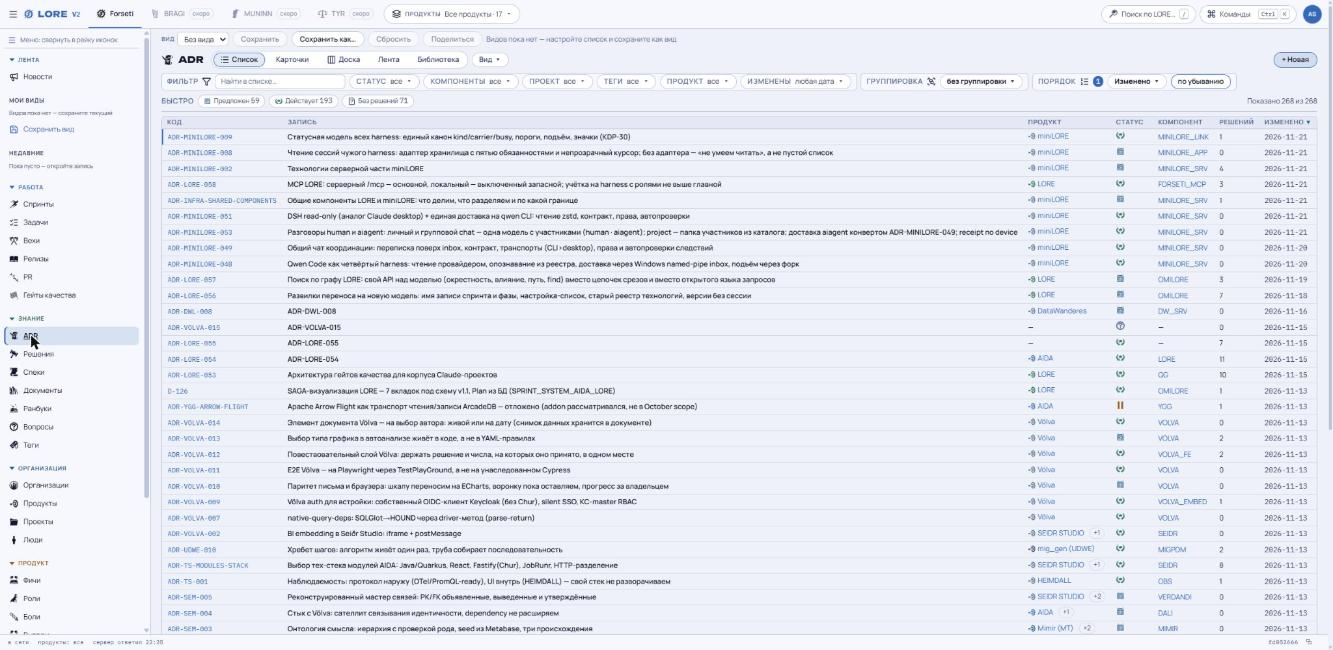 LORE V2 Forseti BRAGI скоро MUNINN скоро TYR скоро ПРОДУКТЫ Все продукты · 17 Поиск по LORE... / Команды Ctrl K
Меню: свернуть в рейку иконок
ЛЕНТА
Новости
МОИ ВИДЫ
Видов пока нет — сохраните текущий
Сохранить вид
НЕДАВНИЕ
Пока пусто — откройте запись
РАБОТА
Спринты
Задачи
Вехи
Релизы
PR
Гейты качества
ЗНАНИЕ
ADR
Решения
Спеки
Документы
Ранбуки
Вопросы
Теги
ОРГАНИЗАЦИЯ
Организации
Продукты
Проекты
Люди
ПРОДУКТ
Фичи
Роли
Боли
ВИД Без вида Сохранить Сохранить как... Сбросить Поделиться Видов пока нет — настройте список и сохраните как вид
ADR Список Карточки Доска Лента Библиотека Вид + Новая
ФИЛЬТР Найти в списке... СТАТУС все КОМПОНЕНТЫ все ПРОЕКТ все ТЕГИ все ПРОДУКТ все ИЗМЕНЕНЫ любая дата ГРУППИРОВКА без группировки ПОРЯДОК 1 Изменено по убыванию
БЫСТРО Предложен 59 Действует 193 Без решений 71 Показано 268 из 268
КОД ЗАПИСЬ ПРОДУКТ СТАТУС КОМПОНЕНТ РЕШЕНИЙ ИЗМЕНЕНО
ADR-MINILORE-009 Статусная модель всех harness: единый канон kind/carrier/busy, пороги, подъём, значки (KDP-30) miniLORE MINILORE_LINK 1 2026-11-21
ADR-MINILORE-008 Чтение сессий чужого harness: адаптер хранилища с пятью обязанностями и непрозрачный курсор; без адаптера — «не умеем читать», а не пустой список miniLORE MINILORE_APP 0 2026-11-21
ADR-MINILORE-002 Технологии серверной части miniLORE miniLORE MINILORE_SRV 4 2026-11-21
ADR-LORE-058 MCP LORE: серверный /mcp — основной, локальный — выключенный запасной; учётка на harness с ролями не выше главной LORE FORSETI_MCP 3 2026-11-21
ADR-INFRA-SHARED-COMPONENTS Общие компоненты LORE и miniLORE: что делим, что разделяем и по какой границе miniLORE MINILORE_SRV 1 2026-11-21
ADR-MINILORE-051 DSH read-only (аналог Claude desktop) + единая доставка на qwen CLI: чтение zstd, контракт, права, автопроверки miniLORE MINILORE_SRV 0 2026-11-21
ADR-MINILORE-053 Разговоры human и aiagent: личный и групповой chat — одна модель с участниками (human · aiagent); project — папка участников из каталога; доставка aiagent конвертом ADR-MINILORE-049; receipt по device miniLORE MINILORE_SRV 0 2026-11-21
ADR-MINILORE-049 Общий чат координации: переписка поверх inbox, контракт, транспорты (CLI+desktop), права и автопроверки следствий miniLORE MINILORE_SRV 0 2026-11-20
ADR-MINILORE-048 Qwen Code как четвёртый harness: чтение провайдером, опознавание из реестра, доставка через Windows named-pipe inbox, подъём через форк miniLORE MINILORE_SRV 0 2026-11-20
ADR-LORE-057 Поиск по графу LORE: свой API над моделью (окрестность, влияние, путь, find) вместо цепочек срезов и вместо открытого языка запросов LORE OMILORE 3 2026-11-19
ADR-LORE-056 Развилки переноса на новую модель: имя записи спринта и фазы, настройка-список, старый реестр технологий, версии без сессии LORE OMILORE 7 2026-11-18
ADR-DWL-008 ADR-DWL-008 DataWanderes DW_SRV 0 2026-11-16
ADR-VOLVA-015 ADR-VOLVA-015 — — 0 2026-11-15
ADR-LORE-055 ADR-LORE-055 — — 7 2026-11-15
ADR-LORE-054 ADR-LORE-054 AIDA LORE 11 2026-11-15
ADR-LORE-053 Архитектура гейтов качества для корпуса Claude-проектов LORE QG 10 2026-11-15
D-126 SAGA-визуализация LORE — 7 вкладок под схему v1.1, Plan из БД (SPRINT_SYSTEM_AIDA_LORE) LORE OMILORE 1 2026-11-13
ADR-YGG-ARROW-FLIGHT Apache Arrow Flight как транспорт чтения/записи ArcadeDB — отложено (addon рассматривался, не в October scope) AIDA YGG 1 2026-11-13
ADR-VOLVA-014 Элемент документа Völva — на выбор автора: живой или на дату (снимок данных хранится в документе) Völva VOLVA 0 2026-11-13
ADR-VOLVA-013 Выбор типа графика в автоанализе живёт в коде, а не в YAML-правилах Völva VOLVA 2 2026-11-13
ADR-VOLVA-012 Повествовательный слой Völva: держать решение и числа, на которых оно принято, в одном месте Völva VOLVA_FE 2 2026-11-13
ADR-VOLVA-011 E2E Völva — на Playwright через TestPlayGround, а не на унаследованном Cypress Völva VOLVA 0 2026-11-13
ADR-VOLVA-010 Паритет письма и браузера: шкалу переносим на ECharts, воронку пока оставляем, прогресс за владельцем Völva VOLVA 0 2026-11-13
ADR-VOLVA-009 Völva auth для встройки: собственный OIDC-клиент Keycloak (без Chur), silent SSO, KC-master RBAC Völva VOLVA_EMBED 1 2026-11-13
ADR-VOLVA-007 native-query-deps: SQLGlot→HOUND через driver-метод (parse-return) Völva VOLVA 0 2026-11-13
ADR-VOLVA-002 BI embedding в Seiðr Studio: iframe + postMessage SEIDR STUDIO +1 SEIDR 0 2026-11-13
ADR-UDWE-010 Хребет шагов: алгоритм живёт один раз, труба собирает последовательность mig_gen (UDWE) MIGPDM 2 2026-11-13
ADR-TS-MODULES-STACK Выбор тех-стека модулей AIDA: Java/Quarkus, React, Fastify(Chur), JobRunr, HTTP-разделение SEIDR STUDIO +1 SEIDR 8 2026-11-13
ADR-TS-001 Наблюдаемость: протокол наружу (OTel/PromQL-ready), UI внутрь (HEIMDALL) — свой стек не разворачиваем HEIMDALL OBS 1 2026-11-13
ADR-SEM-005 Реконструированный мастер связей: PK/FK объявленные, выведенные и утверждённые SEIDR STUDIO +2 VERDANDI 0 2026-11-13
ADR-SEM-004 Стык с Völva: сателлит связывания идентичности, dependency не расширяем AIDA +1 DALI 0 2026-11-13
ADR-SEM-003 Онтология смысла: иерархия с проверкой рода, seed из Metabase, три происхождения Mimir (MT) +2 MIMIR 0 2026-11-13
в сети продукты: все сервер ответил 22:20